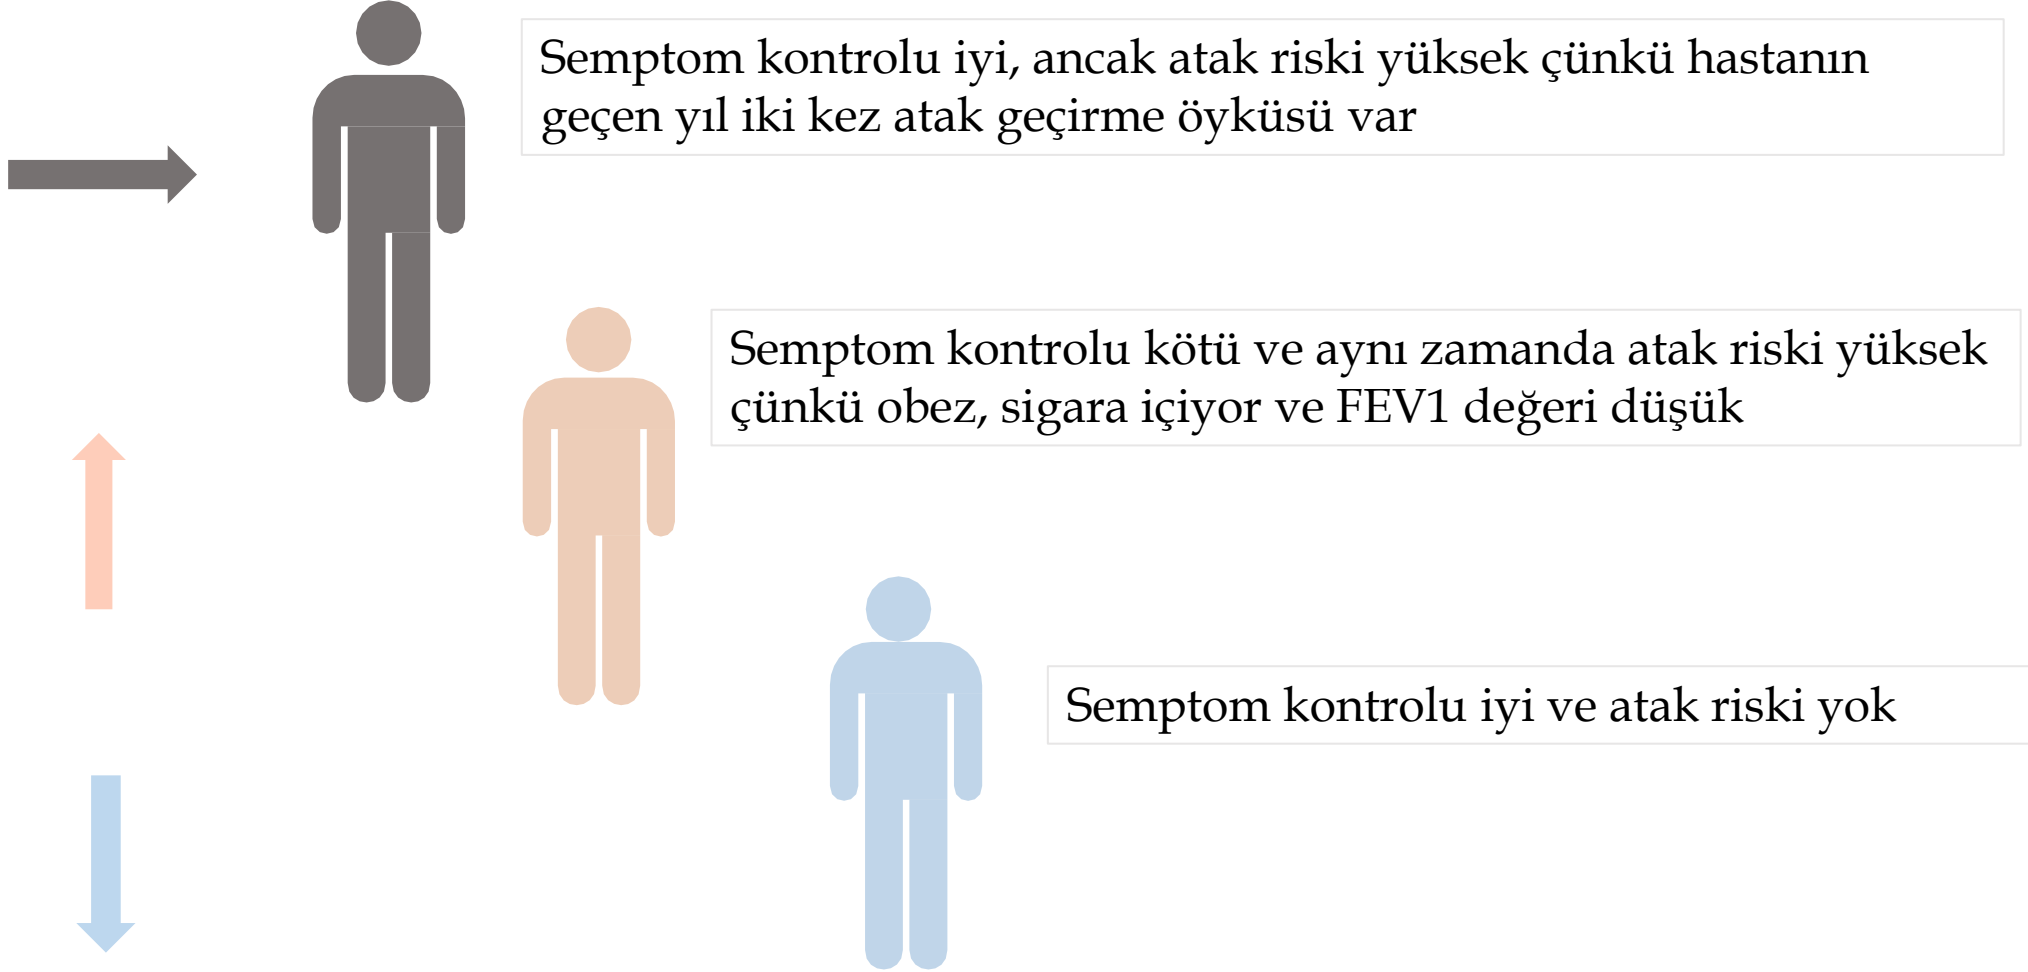 Semptom kontrolu iyi, ancak atak riski yüksek çünkü hastanın
geçen yıl iki kez atak geçirme öyküsü var
Semptom kontrolu kötü ve aynı zamanda atak riski yüksek
çünkü obez, sigara içiyor ve FEV1 değeri düşük
Semptom kontrolu iyi ve atak riski yok